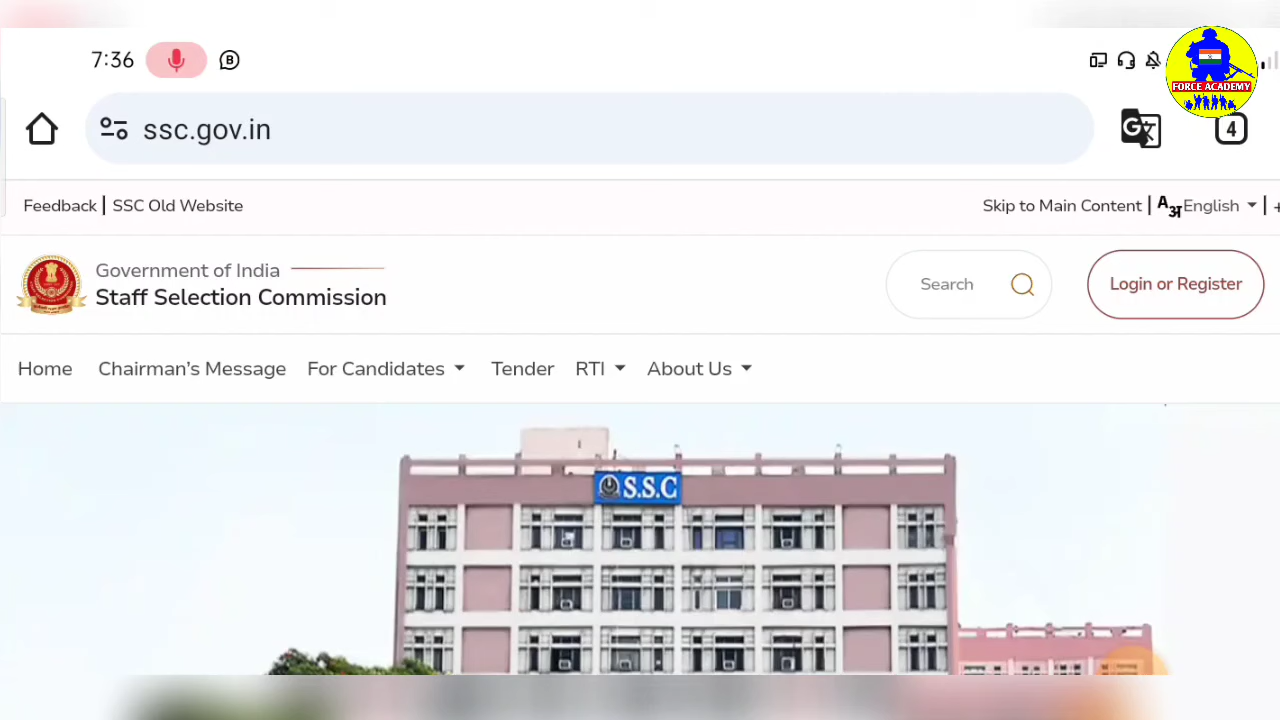 7:36
B
FORCE ACADEMY
ssc.gov.in
G
4
Feedback | SSC Old Website
Skip to Main Content | A अ English
Government of India
Staff Selection Commission
Search
Login or Register
Home Chairman's Message For Candidates Tender RTI About Us
S.S.C